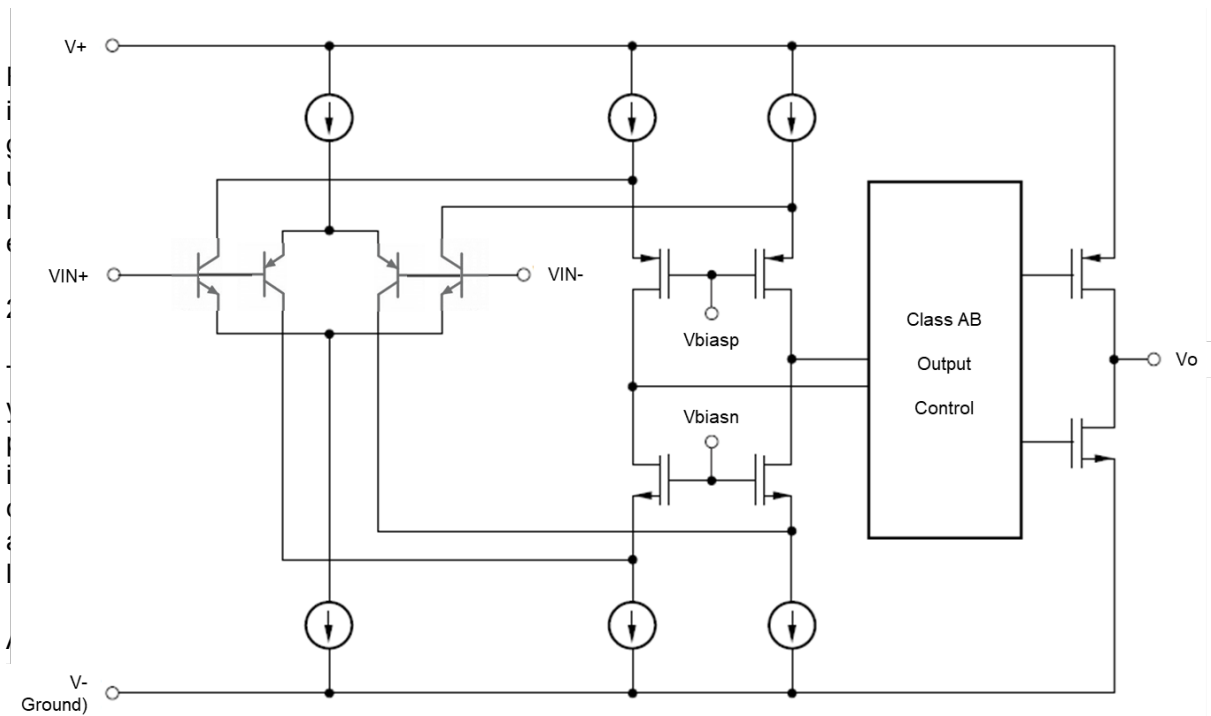 V+
VIN+
VIN-
Vbiasp
Vbiasn
Class AB
Output
Control
Vo
V-
Ground)